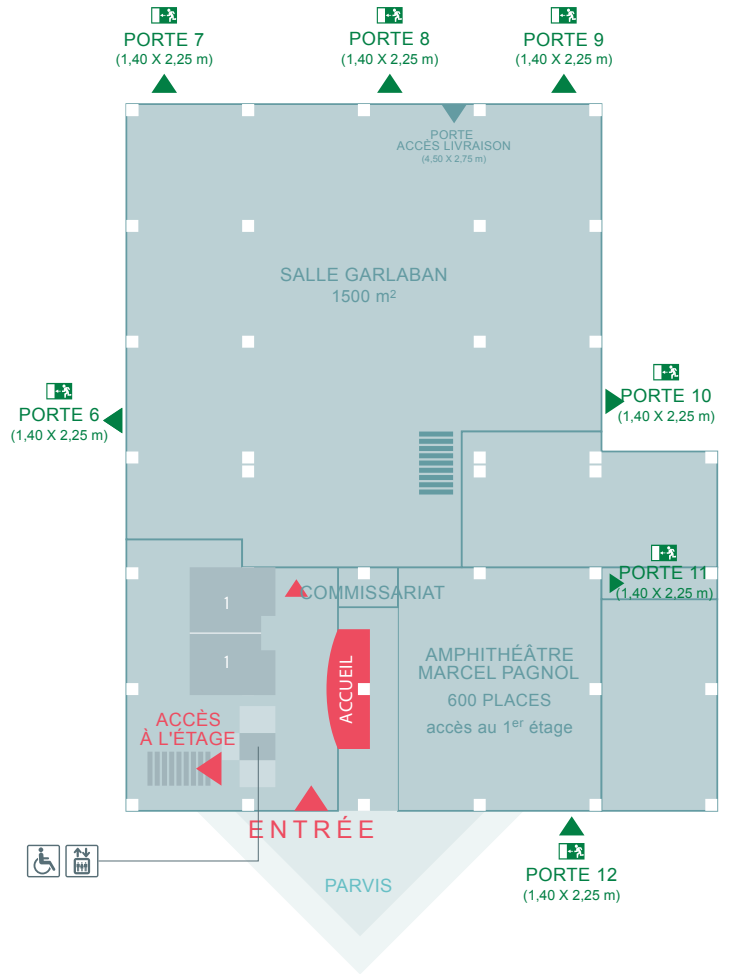 PORTE 7
(1,40 X 2,25 m)
PORTE 8
(1,40 X 2,25 m)
PORTE 9
(1,40 X 2,25 m)
PORTE
ACCÈS LIVRAISON
(4,50 X 2,75 m)
SALLE GARLABAN
1500 m²
PORTE 6
(1,40 X 2,25 m)
PORTE 10
(1,40 X 2,25 m)
PORTE 11
(1,40 X 2,25 m)
COMMISSARIAT
1
1
ACCUEIL
AMPHITHÉÂTRE
MARCEL PAGNOL
600 PLACES
accès au 1er étage
ACCÈS
À L'ÉTAGE
ENTRÉE
PARVIS
PORTE 12
(1,40 X 2,25 m)